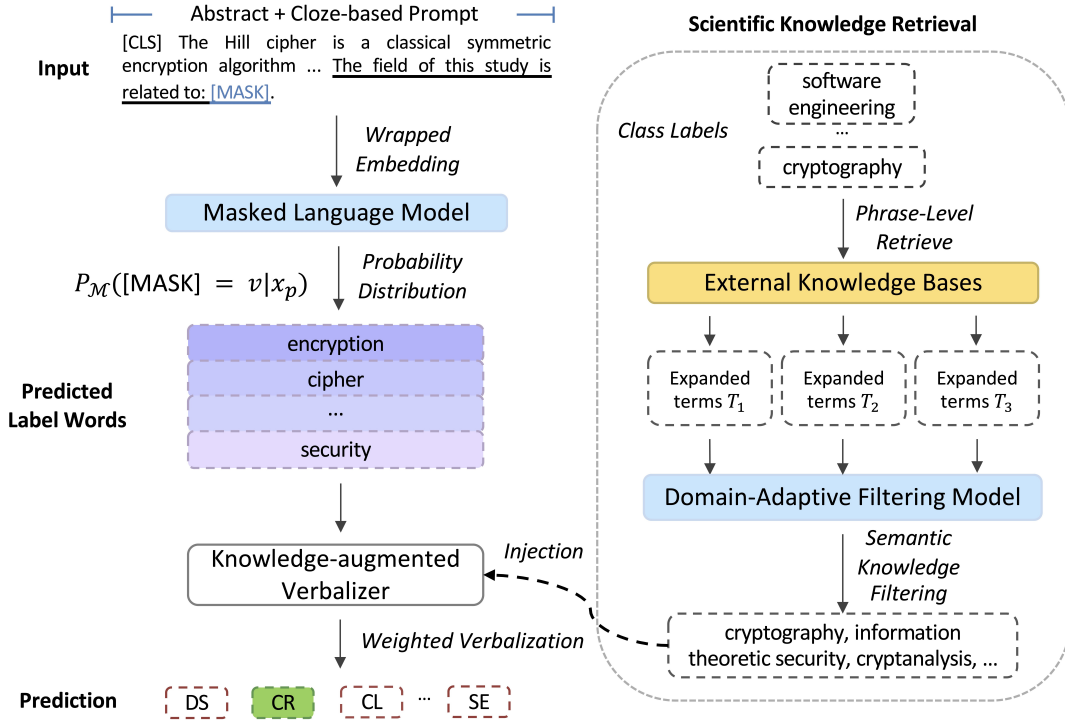 Abstract + Cloze-based Prompt
Input
[CLS] The Hill cipher is a classical symmetric
encryption algorithm ... The field of this study is
related to: [MASK].
Wrapped
Embedding
Masked Language Model
P_M([MASK] = v|x_p)
Probability
Distribution
Predicted
Label Words
encryption
cipher
...
security
Knowledge-augmented
Verbalizer
Injection
Weighted Verbalization
Prediction
DS
CR
CL
...
SE
Scientific Knowledge Retrieval
Class Labels
software
engineering
...
cryptography
Phrase-Level
Retrieve
External Knowledge Bases
Expanded
terms T₁
Expanded
terms T₂
Expanded
terms T₃
Domain-Adaptive Filtering Model
Semantic
Knowledge
Filtering
cryptography, information
theoretic security, cryptanalysis, ...